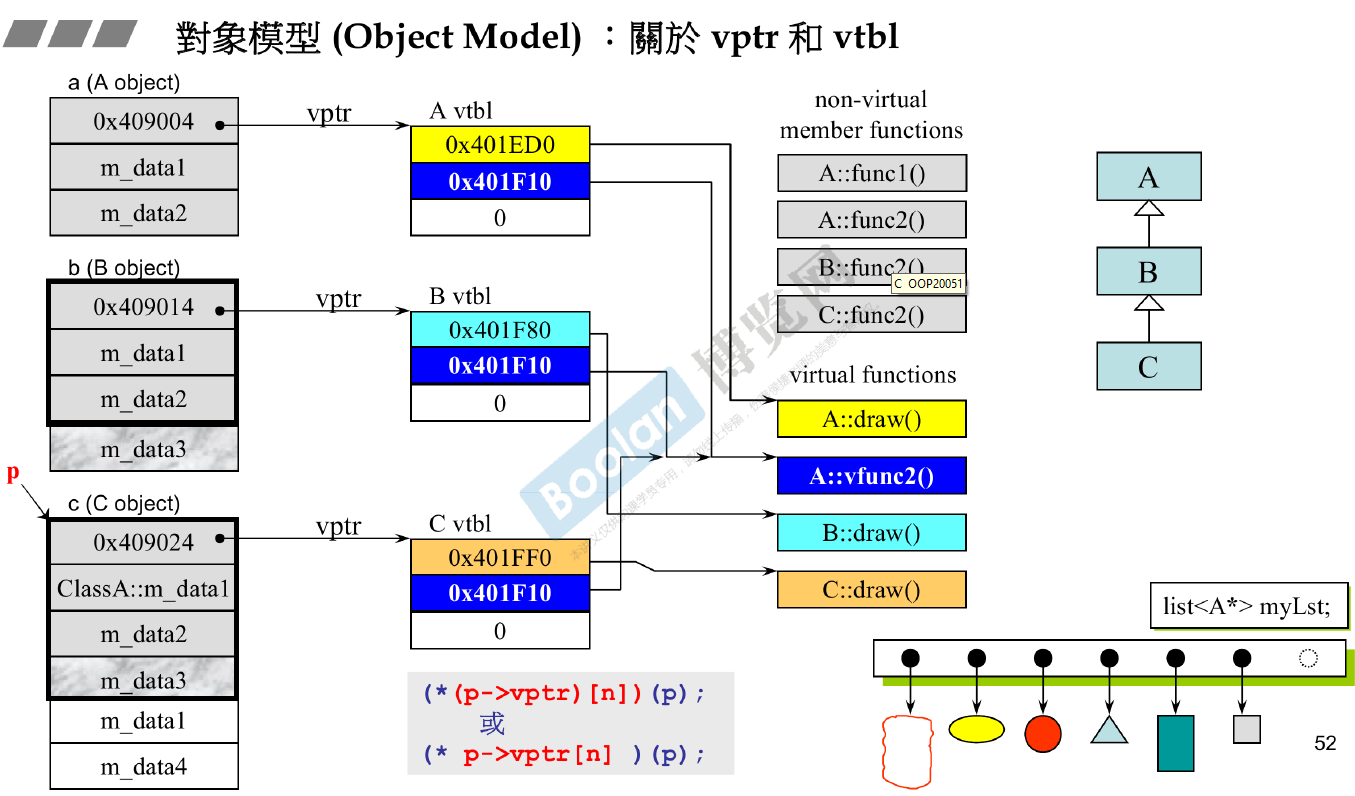 對象模型 (Object Model) ：關於 vptr 和 vtbl
a (A object)
0x409004
m_data1
m_data2
vptr
A vtbl
0x401ED0
0x401F10
0
b (B object)
0x409014
m_data1
m_data2
m_data3
vptr
B vtbl
0x401F80
0x401F10
0
p
c (C object)
0x409024
ClassA::m_data1
m_data2
m_data3
m_data1
m_data4
vptr
C vtbl
0x401FF0
0x401F10
0
(*(p->vptr)[n])(p);
或
(* p->vptr[n] )(p);
non-virtual
member functions
A::func1()
A::func2()
B::func2()
C OOP20051
C::func2()
virtual functions
A::draw()
A::vfunc2()
B::draw()
C::draw()
A
B
C
list<A*> myLst;
52
Boolan 博览网